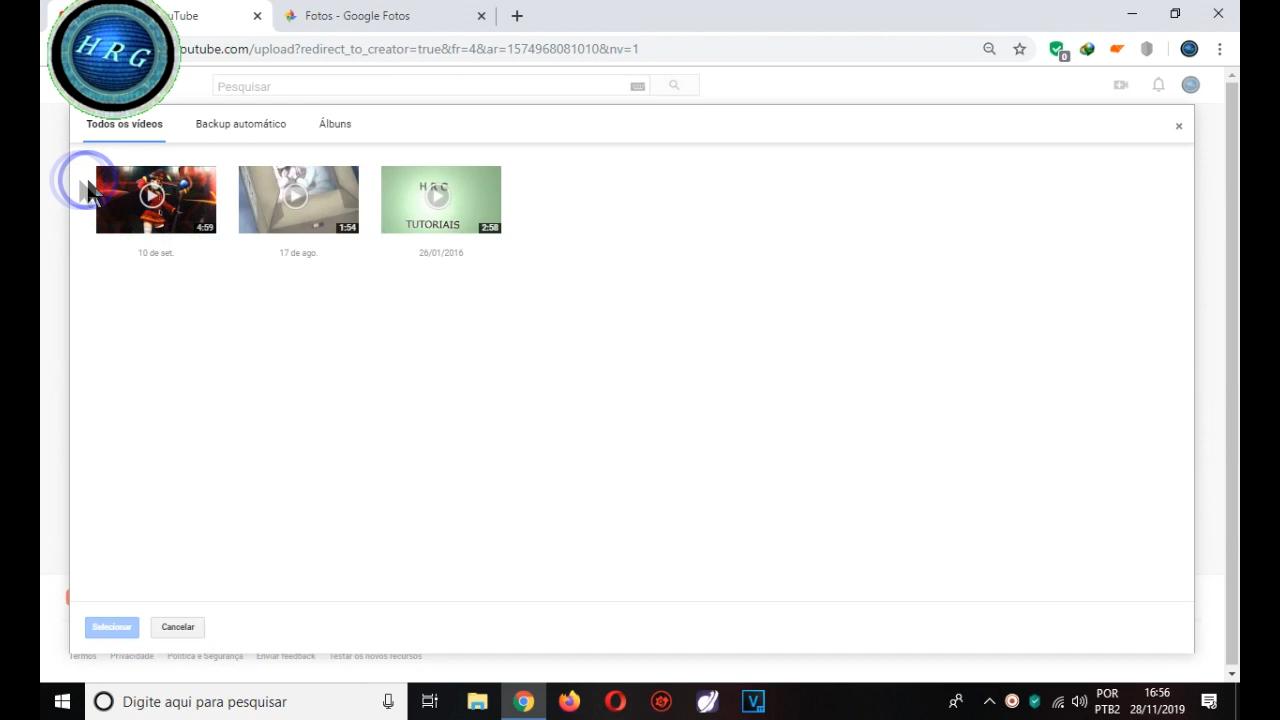 uTube
Fotos - Google Fotos
HRG
outube.com/upload?redirect_to_creator=true&fr=4&ar=1574968081010&nv=1
0
Pesquisar
Todos os vídeos
Backup automático
Álbuns
4:59
1:54
HRG
TUTORIAIS
2:58
10 de set.
17 de ago.
26/01/2016
Selecionar
Cancelar
Termos
Privacidade
Política e Segurança
Enviar feedback
Testar os novos recursos
Digite aqui para pesquisar
POR
PTB2
16:56
28/11/2019